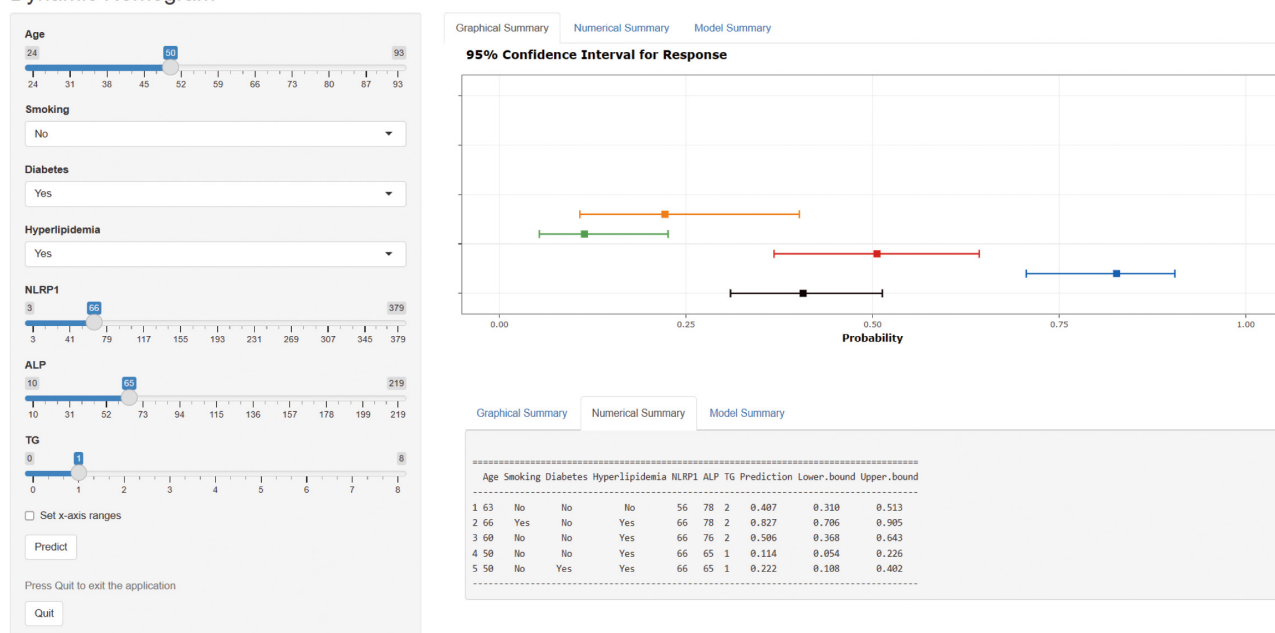 Dynamic Nomogram
Age
24 50 93
24 31 38 45 52 59 66 73 80 87 93
Smoking
No
Diabetes
Yes
Hyperlipidemia
Yes
NLRP1
3 66 379
3 41 79 117 155 193 231 269 307 345 379
ALP
10 65 219
10 31 52 73 94 115 136 157 178 199 219
TG
0 1 8
0 1 2 3 4 5 6 7 8
Set x-axis ranges
Predict
Press Quit to exit the application
Quit
Graphical Summary Numerical Summary Model Summary
95% Confidence Interval for Response
0.00 0.25 0.50 0.75 1.00
Probability
Graphical Summary Numerical Summary Model Summary
Age Smoking Diabetes Hyperlipidemia NLRP1 ALP TG Prediction Lower.bound Upper.bound
1 63 No No No 56 78 2 0.407 0.310 0.513
2 66 Yes No Yes 66 78 2 0.827 0.706 0.905
3 60 No No Yes 66 76 2 0.506 0.368 0.643
4 50 No No Yes 66 65 1 0.114 0.054 0.226
5 50 No Yes Yes 66 65 1 0.222 0.108 0.402